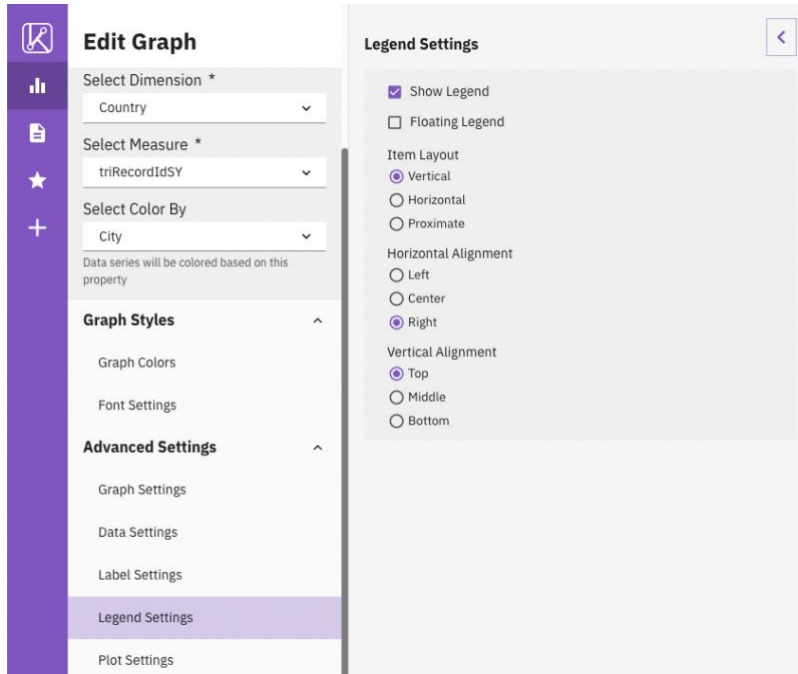 Edit Graph
Select Dimension *
Country
Select Measure *
triRecordIdSY
Select Color By
City
Data series will be colored based on this
property
Graph Styles
Graph Colors
Font Settings
Advanced Settings
Graph Settings
Data Settings
Label Settings
Legend Settings
Plot Settings
Legend Settings
Show Legend
Floating Legend
Item Layout
Vertical
Horizontal
Proximate
Horizontal Alignment
Left
Center
Right
Vertical Alignment
Top
Middle
Bottom